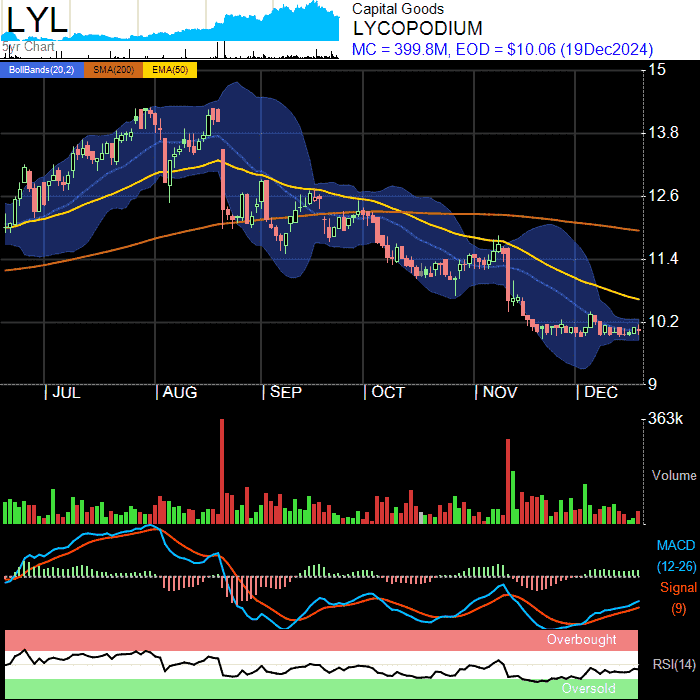 LYL
Capital Goods
LYCOPODIUM
5yr Chart
MC = 399.8M, EOD = $10.06 (19Dec2024)
BollBands(20,2) SMA(200) EMA(50)
15
13.8
12.6
11.4
10.2
9
JUL AUG SEP OCT NOV DEC
363k
Volume
MACD
(12-26)
Signal
(9)
Overbought
RSI(14)
Oversold